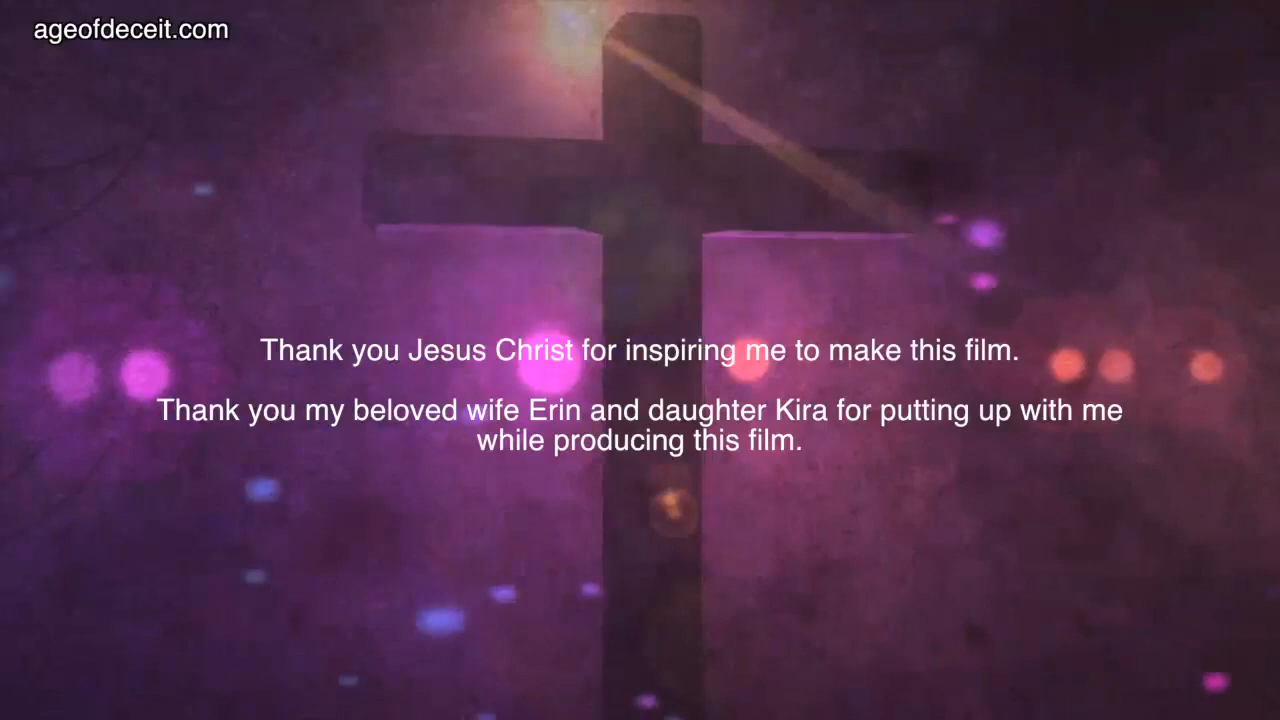 ageofdeceit.com
Thank you Jesus Christ for inspiring me to make this film.
Thank you my beloved wife Erin and daughter Kira for putting up with me
while producing this film.